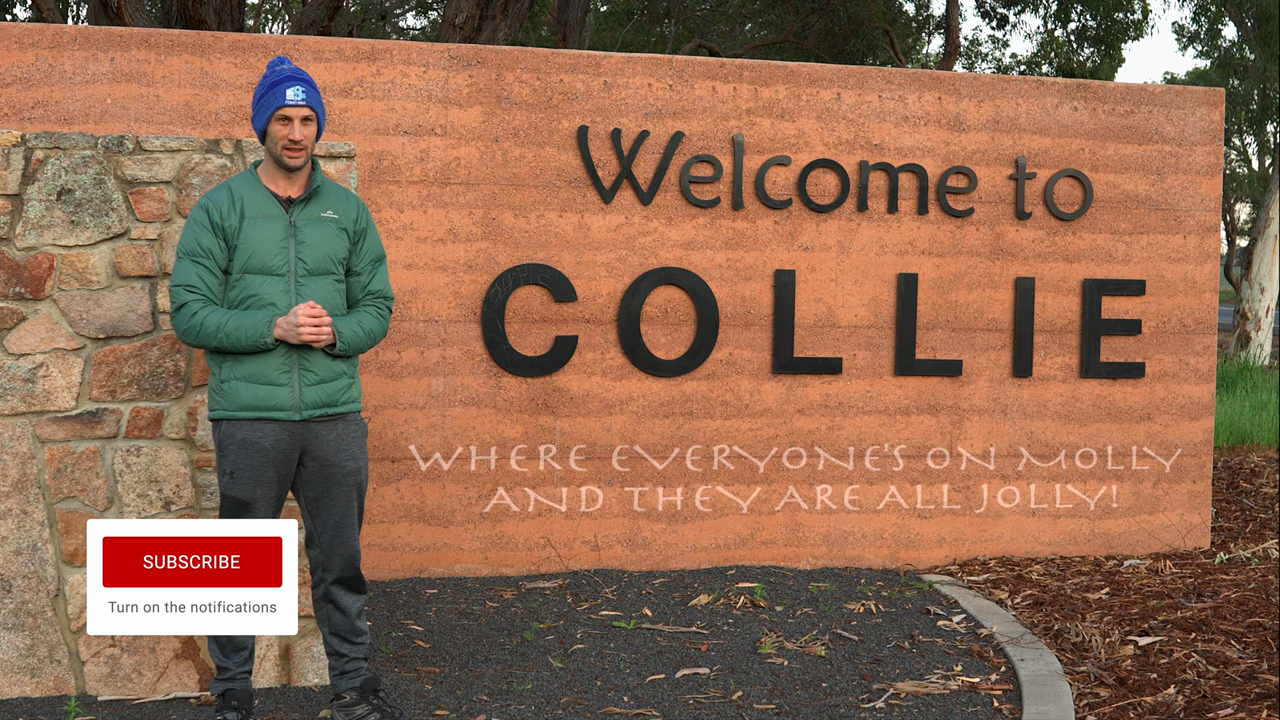 Welcome to
COLLIE
WHERE EVERYONE'S ON MOLLY
AND THEY ARE ALL JOLLY!
SUBSCRIBE
Turn on the notifications